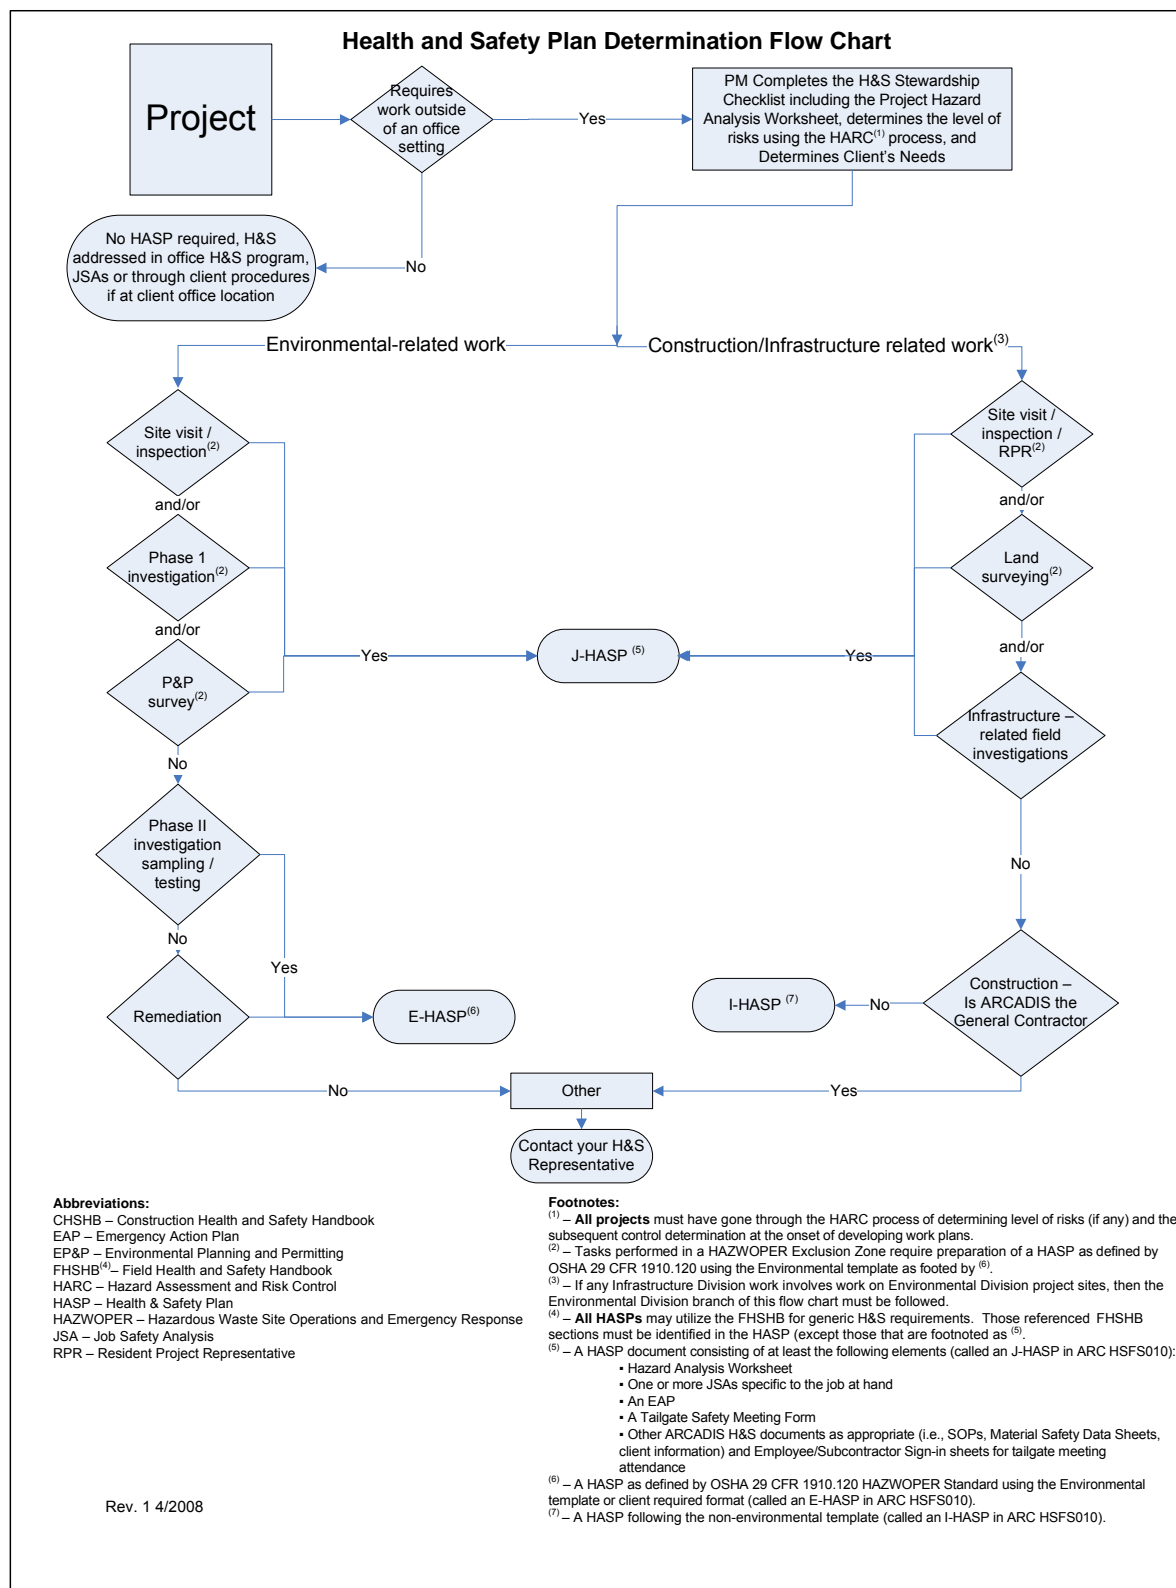 Health and Safety Plan Determination Flow Chart
Project
Requires
work outside
of an office
setting
Yes
PM Completes the H&S Stewardship
Checklist including the Project Hazard
Analysis Worksheet, determines the level
of risks using the HARC(1) process, and
Determines Client's Needs
No
No HASP required, H&S
addressed in office H&S program,
JSAs or through client procedures
if at client office location
Environmental-related work
Construction/Infrastructure related work(3)
Site visit /
inspection(2)
and/or
Phase 1
investigation(2)
and/or
P&P
survey(2)
Yes
J-HASP (5)
Yes
Site visit /
inspection /
RPR(2)
and/or
Land
surveying(2)
and/or
Infrastructure –
related field
investigations
No
Phase II
investigation
sampling /
testing
No
Yes
Remediation
E-HASP(6)
No
I-HASP (7)
No
Construction –
Is ARCADIS the
General Contractor
No
Other
Yes
Contact your H&S
Representative
Abbreviations:
CHSHB – Construction Health and Safety Handbook
EAP – Emergency Action Plan
EP&P – Environmental Planning and Permitting
FHSHB(4)– Field Health and Safety Handbook
HARC – Hazard Assessment and Risk Control
HASP – Health & Safety Plan
HAZWOPER – Hazardous Waste Site Operations and Emergency Response
JSA – Job Safety Analysis
RPR – Resident Project Representative
Rev. 1 4/2008
Footnotes:
(1) – All projects must have gone through the HARC process of determining level of risks (if any) and the
subsequent control determination at the onset of developing work plans.
(2) – Tasks performed in a HAZWOPER Exclusion Zone require preparation of a HASP as defined by
OSHA 29 CFR 1910.120 using the Environmental template as footed by (6).
(3) – If any Infrastructure Division work involves work on Environmental Division project sites, then the
Environmental Division branch of this flow chart must be followed.
(4) – All HASPs may utilize the FHSHB for generic H&S requirements. Those referenced FHSHB
sections must be identified in the HASP (except those that are footnoted as (5).
(5) – A HASP document consisting of at least the following elements (called an J-HASP in ARC HSFS010):
▪ Hazard Analysis Worksheet
▪ One or more JSAs specific to the job at hand
▪ An EAP
▪ A Tailgate Safety Meeting Form
▪ Other ARCADIS H&S documents as appropriate (i.e., SOPs, Material Safety Data Sheets,
client information) and Employee/Subcontractor Sign-in sheets for tailgate meeting
attendance
(6) – A HASP as defined by OSHA 29 CFR 1910.120 HAZWOPER Standard using the Environmental
template or client required format (called an E-HASP in ARC HSFS010).
(7) – A HASP following the non-environmental template (called an I-HASP in ARC HSFS010).